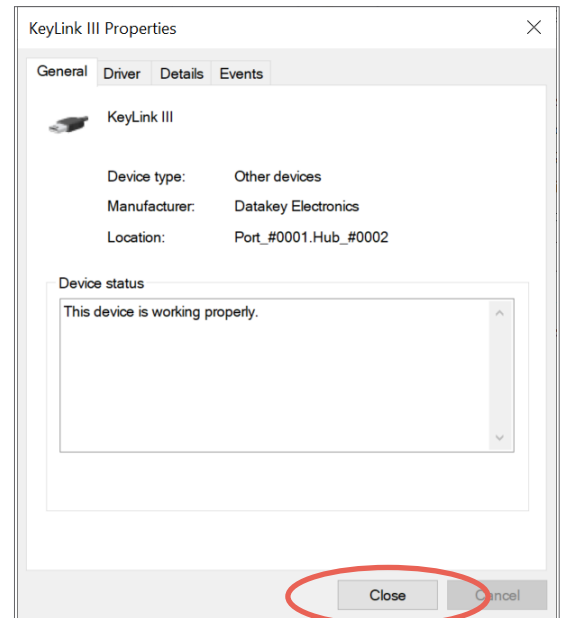 KeyLink III Properties
General Driver Details Events
KeyLink III
Device type: Other devices
Manufacturer: Datakey Electronics
Location: Port_#0001.Hub_#0002
Device status
This device is working properly.
Close Cancel